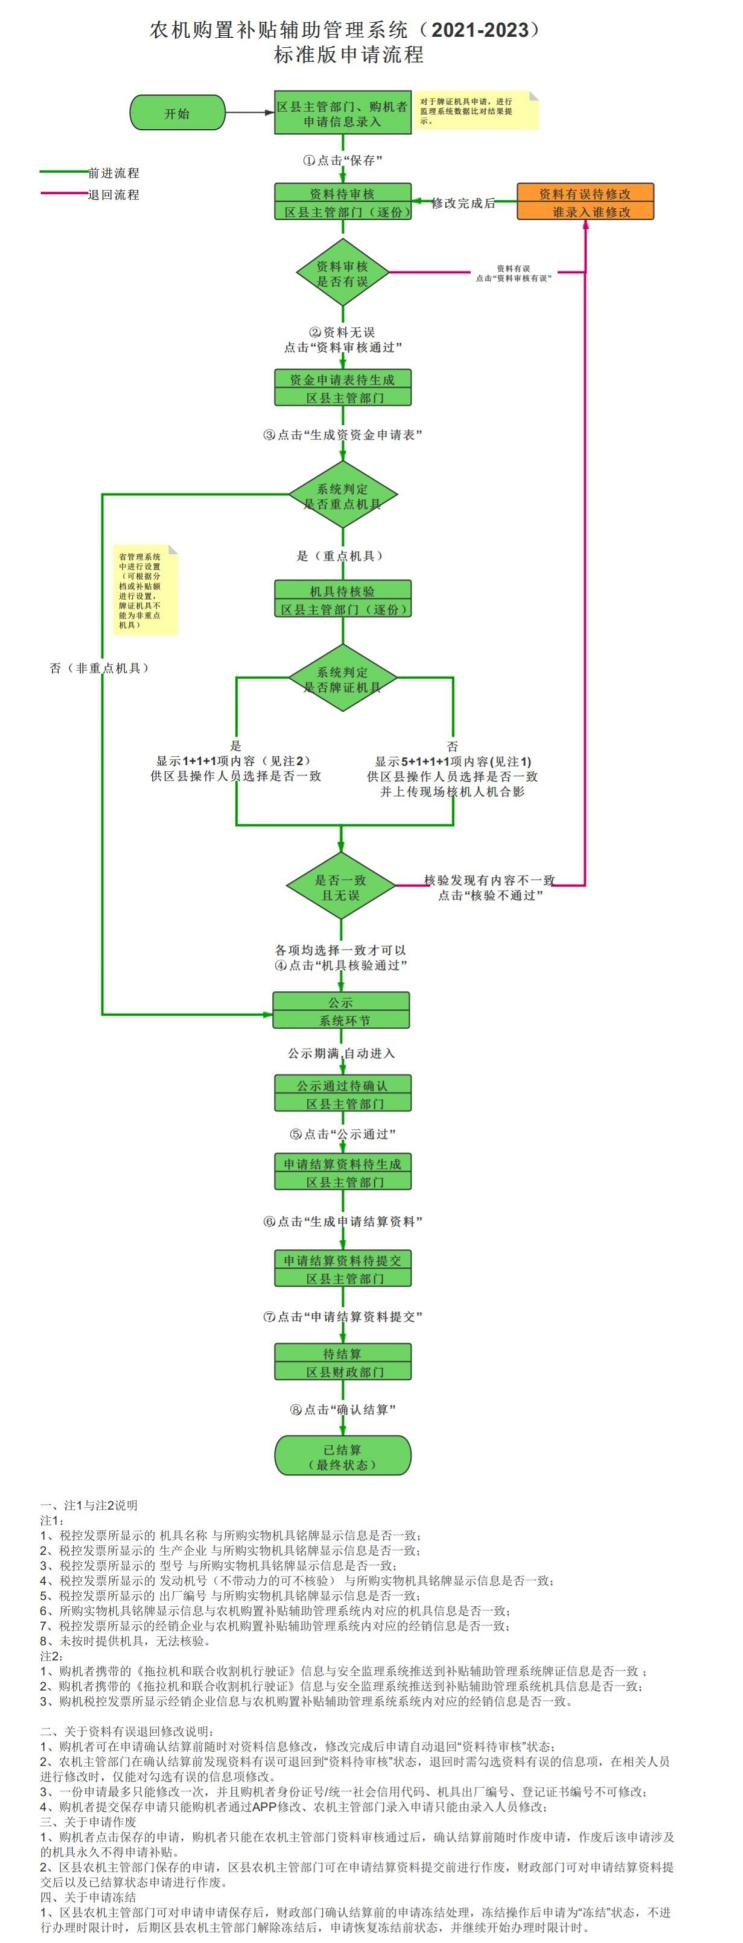 农机购置补贴辅助管理系统（2021-2023）
标准版申请流程
开始
区县主管部门、购机者
申请信息录入
对于牌证机具申请，进行
监理系统数据比对结果提
示。
①点击“保存”
前进流程
退回流程
资料待审核
区县主管部门（逐份）
修改完成后
资料有误待修改
谁录入谁修改
资料审核
是否有误
资料有误
点击“资料审核有误”
②资料无误
点击“资料审核通过”
资金申请表待生成
区县主管部门
③点击“生成资资金申请表”
系统判定
是否重点机具
是（重点机具）
省管理系统
中进行设置
（可根据分
档或补贴额
进行设置，
牌证机具不
能为非重点
机具）
机具待核验
区县主管部门（逐份）
否（非重点机具）
系统判定
是否牌证机具
是
显示1+1+1项内容（见注2）
供区县操作人员选择是否一致
否
显示5+1+1+1项内容(见注1)
供区县操作人员选择是否一致
并上传现场核机人机合影
是否一致
且无误
核验发现有内容不一致
点击“核验不通过”
各项均选择一致才可以
④点击“机具核验通过”
公示
系统环节
公示期满,自动进入
公示通过待确认
区县主管部门
⑤点击“公示通过”
申请结算资料待生成
区县主管部门
⑥点击“生成申请结算资料”
申请结算资料待提交
区县主管部门
⑦点击“申请结算资料提交”
待结算
区县财政部门
⑧点击“确认结算”
已结算
（最终状态）
一、注1与注2说明
注1：
1、税控发票所显示的 机具名称 与所购实物机具铭牌显示信息是否一致；
2、税控发票所显示的 生产企业 与所购实物机具铭牌显示信息是否一致；
3、税控发票所显示的 型号 与所购实物机具铭牌显示信息是否一致；
4、税控发票所显示的 发动机号（不带动力的可不核验） 与所购实物机具铭牌显示信息是否一致；
5、税控发票所显示的 出厂编号 与所购实物机具铭牌显示信息是否一致；
6、所购实物机具铭牌显示信息与农机购置补贴辅助管理系统内对应的机具信息是否一致；
7、税控发票所显示的经销企业与农机购置补贴辅助管理系统内对应的经销信息是否一致；
8、未按时提供机具，无法核验。
注2：
1、购机者携带的《拖拉机和联合收割机行驶证》信息与安全监理系统推送到补贴辅助管理系统牌证信息是否一致 ；
2、购机者携带的《拖拉机和联合收割机行驶证》信息与农机购置补贴辅助管理系统机具信息是否一致；
3、购机税控发票所显示经销企业信息与农机购置补贴辅助管理系统系统内对应的经销信息是否一致。
二、关于资料有误退回修改说明：
1、购机者可在申请确认结算前随时对资料信息修改，修改完成后申请自动退回“资料待审核”状态；
2、农机主管部门在确认结算前发现资料有误可退回到“资料待审核”状态，退回时需勾选资料有误的信息项，在相关人员
进行修改时，仅能对勾选有误的信息项修改。
3、一份申请最多只能修改一次，并且购机者身份证号/统一社会信用代码、机具出厂编号、登记证书编号不可修改；
4、购机者提交保存申请只能购机者通过APP修改、农机主管部门录入申请只能由录入人员修改；
三、关于申请作废
1、购机者点击保存的申请，购机者只能在农机主管部门资料审核通过后，确认结算前随时作废申请，作废后该申请涉及
的机具永久不得申请补贴。
2、区县农机主管部门保存的申请，区县农机主管部门可在申请结算资料提交前进行作废，财政部门可对申请结算资料提
交后以及已结算状态申请进行作废。
四、关于申请冻结
1、区县农机主管部门可对申请申请保存后，财政部门确认结算前的申请冻结处理，冻结操作后申请为“冻结”状态，不进
行办理时限计时，后期区县农机主管部门解除冻结后，申请恢复冻结前状态，并继续开始办理时限计时。